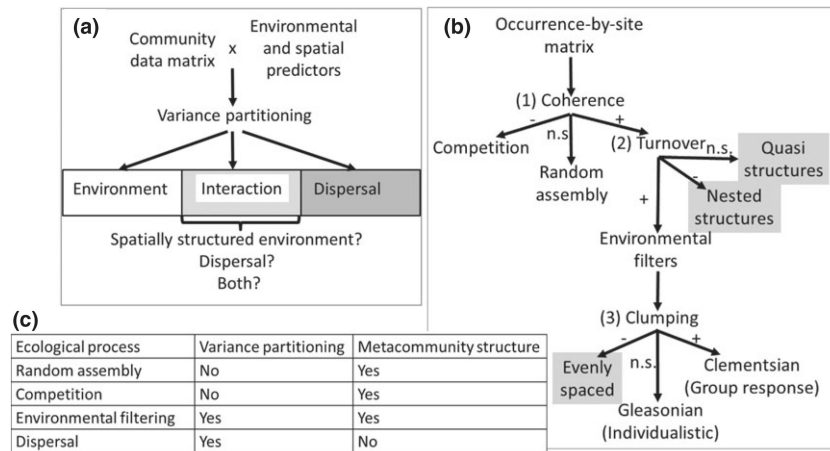 (a)
Community
data matrix
x
Environmental
and spatial
predictors
Variance partitioning
Environment
Interaction
Dispersal
Spatially structured environment?
Dispersal?
Both?
(b)
Occurrence-by-site
matrix
(1) Coherence
-
n.s
+
Competition
Random
assembly
(2) Turnover
n.s.
Quasi
structures
-
Nested
structures
+
Environmental
filters
(3) Clumping
-
n.s.
+
Evenly
spaced
Gleasonian
(Individualistic)
Clementsian
(Group response)
(c)
Ecological process Variance partitioning Metacommunity structure
Random assembly No Yes
Competition No Yes
Environmental filtering Yes Yes
Dispersal Yes No